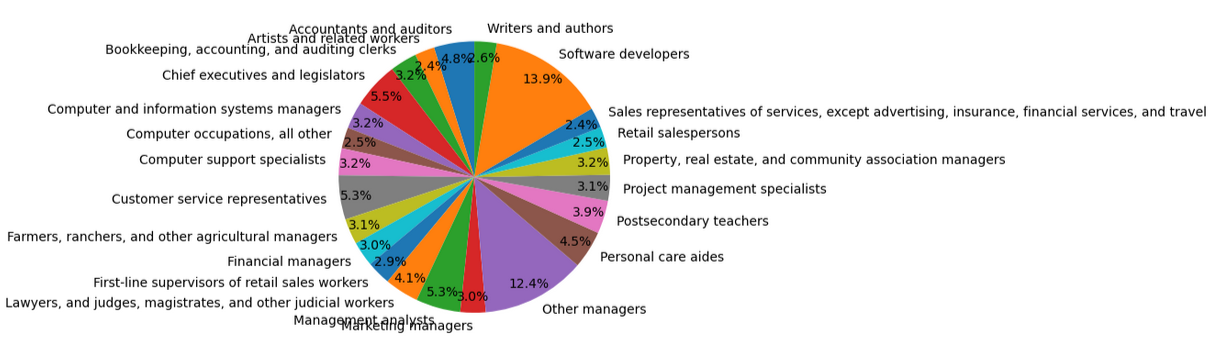 Accountants and auditors
4.8%
Artists and related workers
2.4%
Bookkeeping, accounting, and auditing clerks
3.2%
Chief executives and legislators
5.5%
Computer and information systems managers
3.2%
Computer occupations, all other
2.5%
Computer support specialists
3.2%
Customer service representatives
5.3%
Farmers, ranchers, and other agricultural managers
3.1%
Financial managers
3.0%
First-line supervisors of retail sales workers
2.9%
Lawyers, and judges, magistrates, and other judicial workers
4.1%
Management analysts
5.3%
Marketing managers
3.0%
Other managers
12.4%
Personal care aides
4.5%
Postsecondary teachers
3.9%
Project management specialists
3.1%
Property, real estate, and community association managers
3.2%
Retail salespersons
2.5%
Sales representatives of services, except advertising, insurance, financial services, and travel
2.4%
Software developers
13.9%
Writers and authors
2.6%